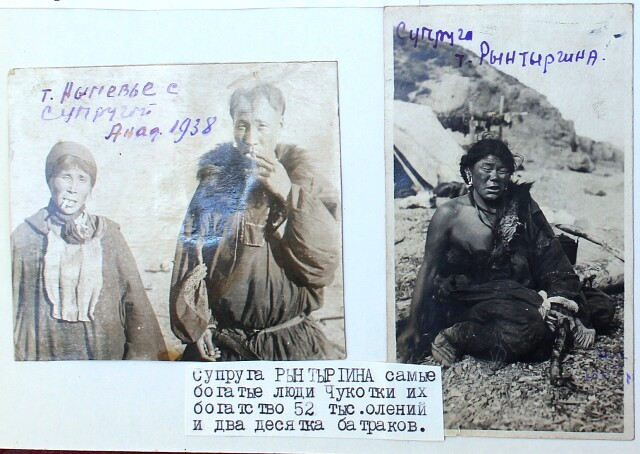 т. Ныпевье с
супругой
Анад. 1938
Супруга
т. Рынтыргина.
Супруга РЫНТЫРГИНА самые
богатые люди Чукотки их
богатство 52 тыс.олений
и два десятка батраков.